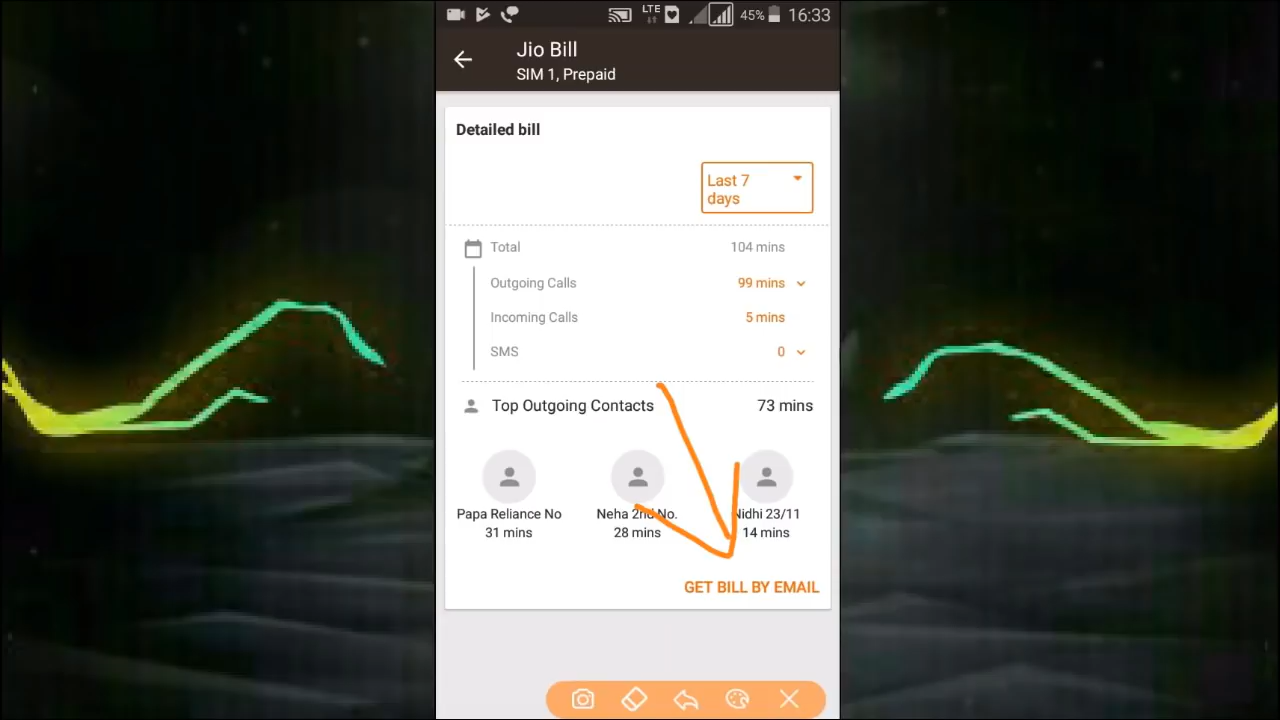 LTE 45% 16:33
Jio Bill
SIM 1, Prepaid
Detailed bill
Last 7
days
Total 104 mins
Outgoing Calls 99 mins
Incoming Calls 5 mins
SMS 0
Top Outgoing Contacts 73 mins
Papa Reliance No Neha 2nd No. Nidhi 23/11
31 mins 28 mins 14 mins
GET BILL BY EMAIL